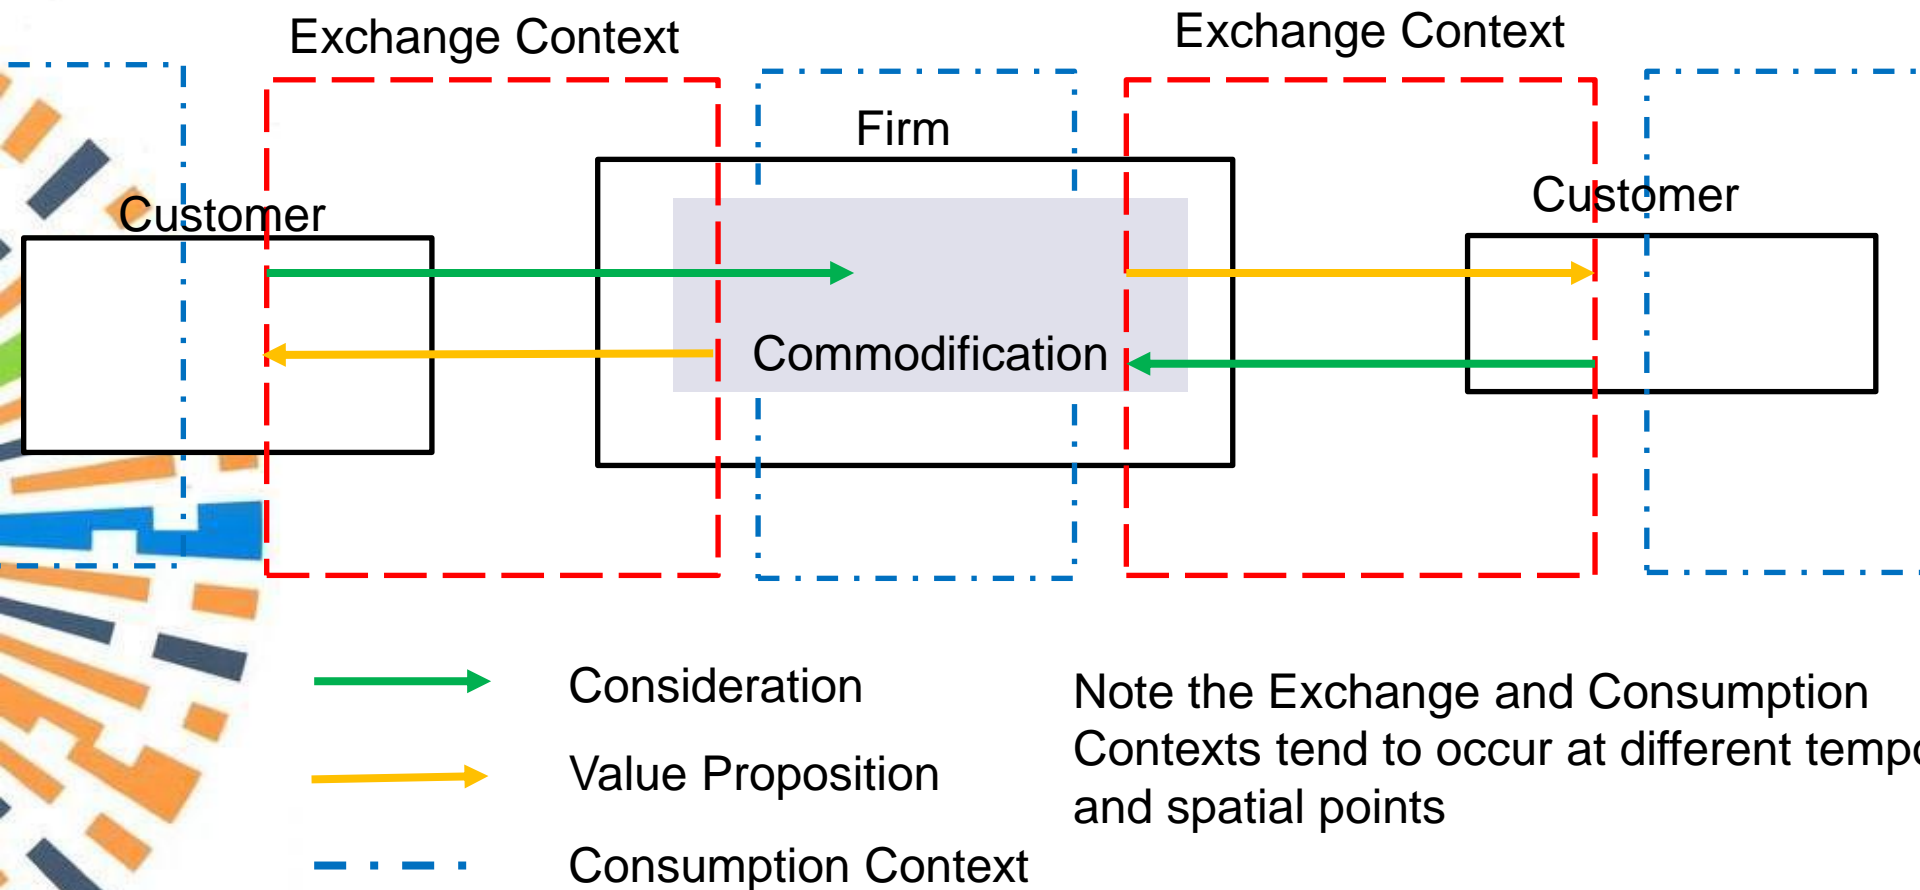 Exchange Context
Exchange Context
Firm
Customer
Customer
Commodification
Consideration
Value Proposition
Consumption Context
Note the Exchange and Consumption
Contexts tend to occur at different tempo
and spatial points